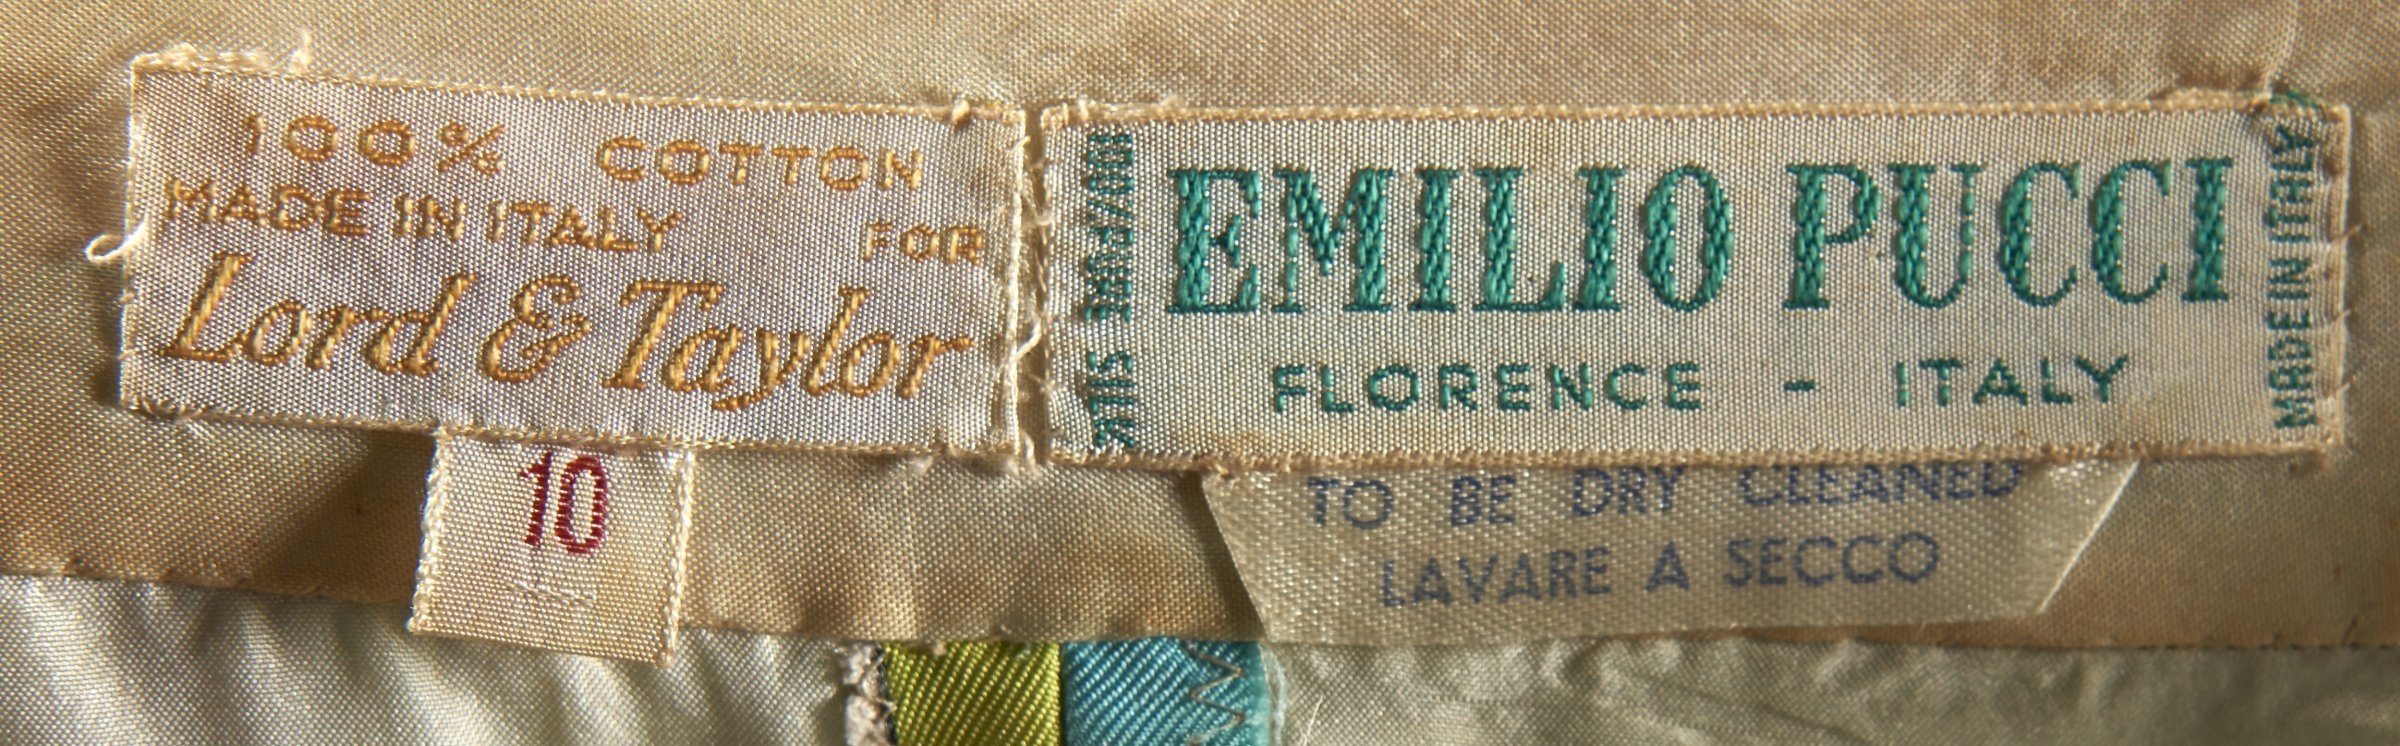 100% COTTON
MADE IN ITALY FOR
Lord & Taylor
10
SILK
EMILIO PUCCI
FLORENCE - ITALY
MADE IN ITALY
TO BE DRY CLEANED
LAVARE A SECCO